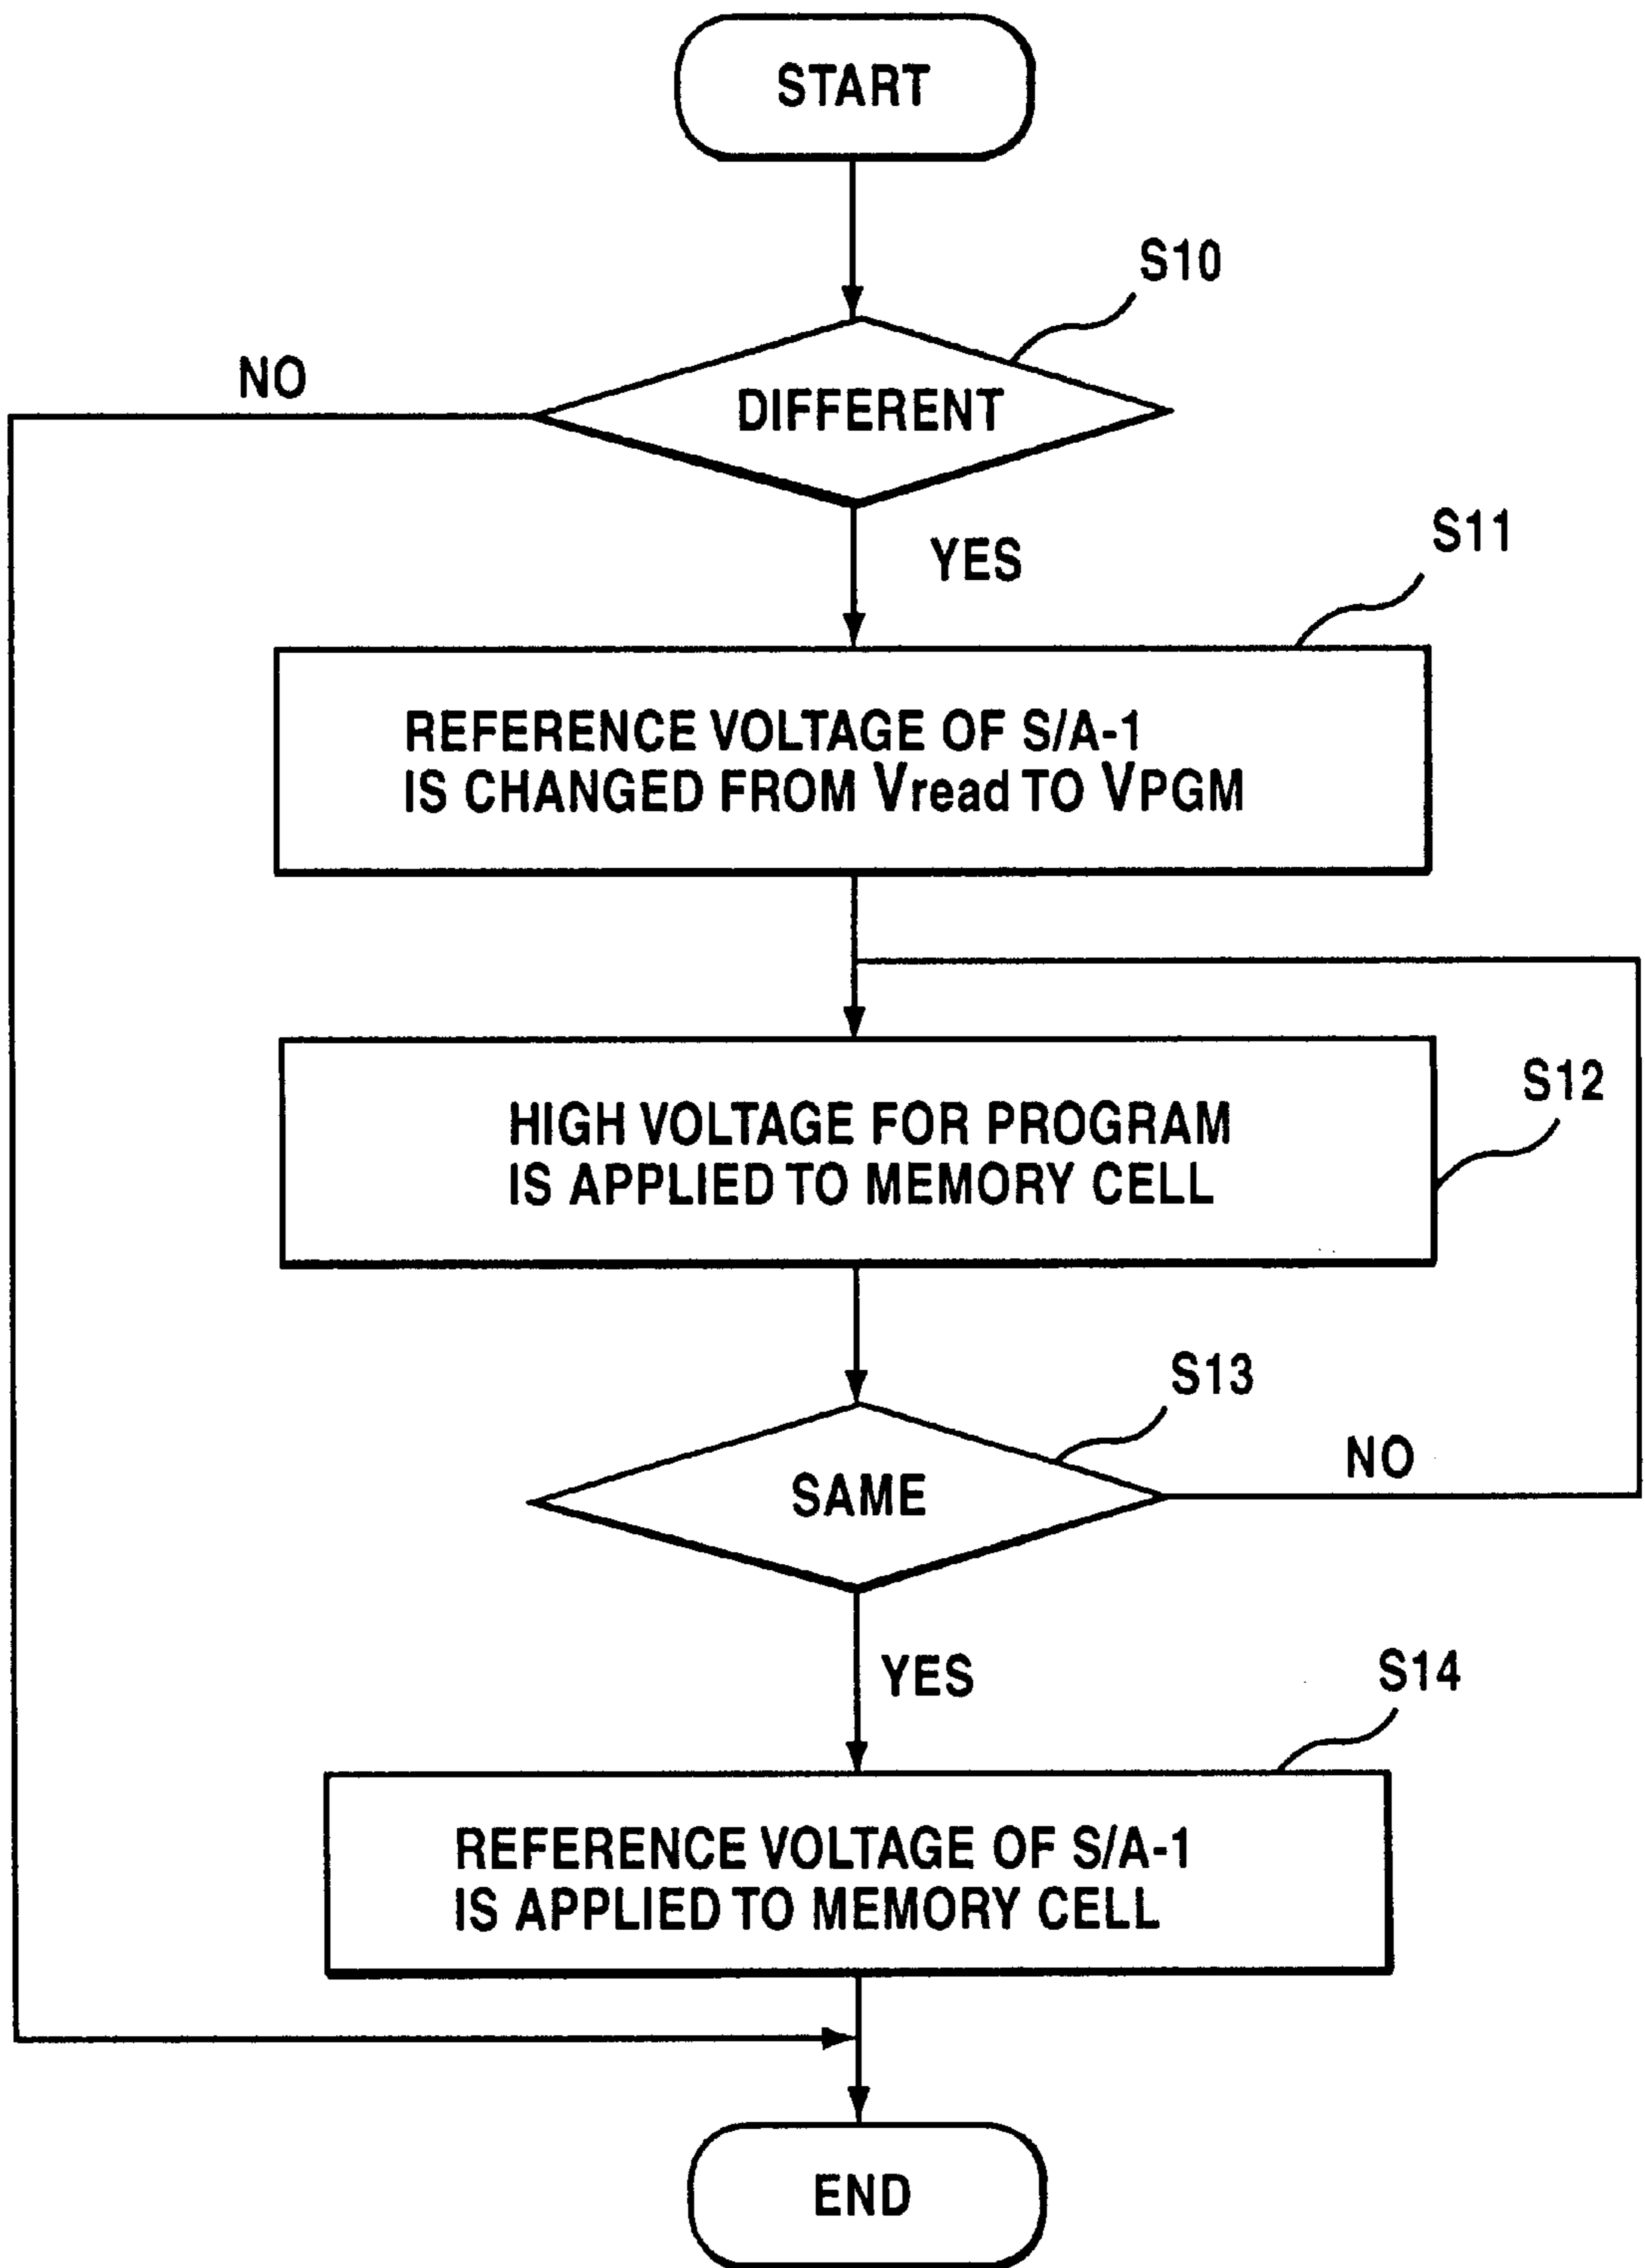 START
S10
NO
DIFFERENT
YES
S11
REFERENCE VOLTAGE OF S/A-1
IS CHANGED FROM Vread TO VPGM
S12
HIGH VOLTAGE FOR PROGRAM
IS APPLIED TO MEMORY CELL
S13
NO
SAME
YES
S14
REFERENCE VOLTAGE OF S/A-1
IS APPLIED TO MEMORY CELL
END